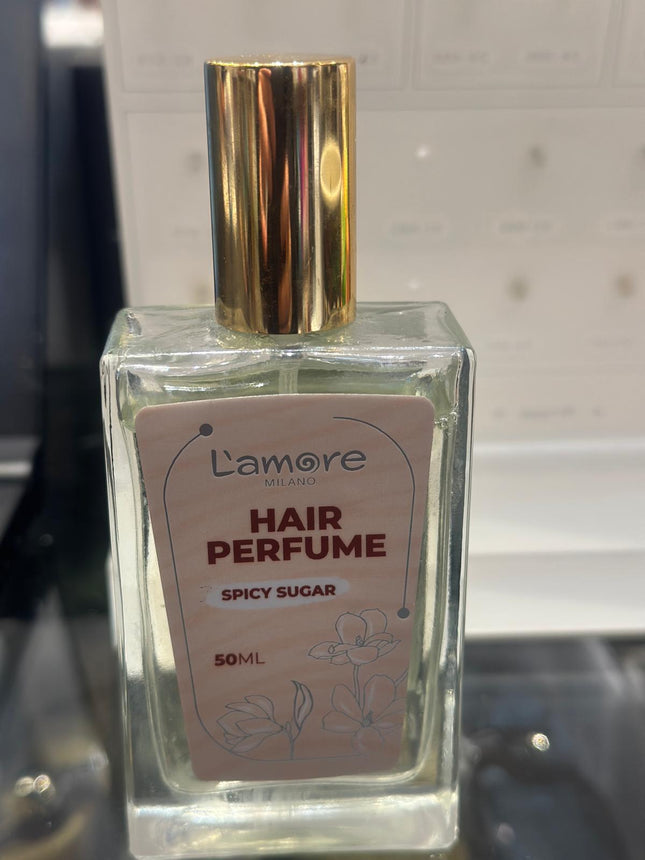 L'amore
MILANO
HAIR
PERFUME
SPICY SUGAR
50ML